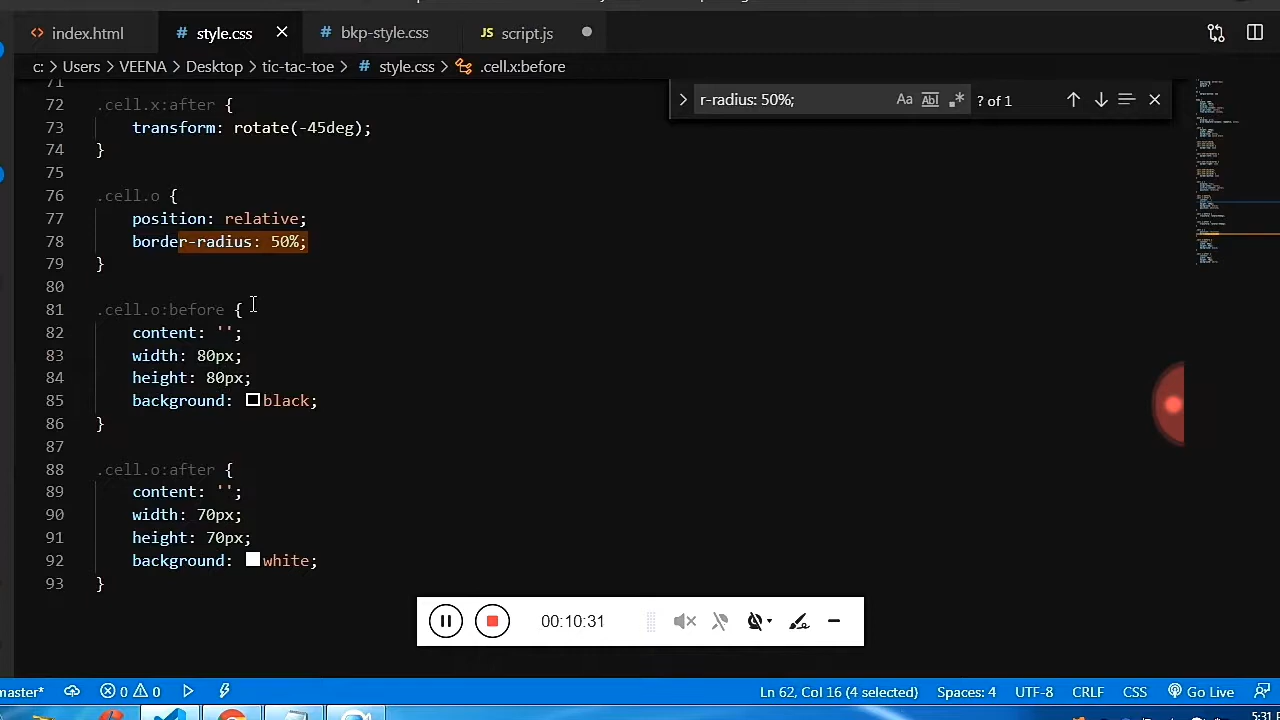 index.html
style.css
bkp-style.css
JS script.js
c: > Users > VEENA > Desktop > tic-tac-toe > # style.css > .cell.x:before
r-radius: 50%;
Aa Abl .* ? of 1
71
72 .cell.x:after {
73 transform: rotate(-45deg);
74 }
75
76 .cell.o {
77 position: relative;
78 border-radius: 50%;
79 }
80
81 .cell.o:before {
82 content: '';
83 width: 80px;
84 height: 80px;
85 background: black;
86 }
87
88 .cell.o:after {
89 content: '';
90 width: 70px;
91 height: 70px;
92 background: white;
93 }
00:10:31
master* 0 0 Ln 62, Col 16 (4 selected) Spaces: 4 UTF-8 CRLF CSS Go Live
5:31